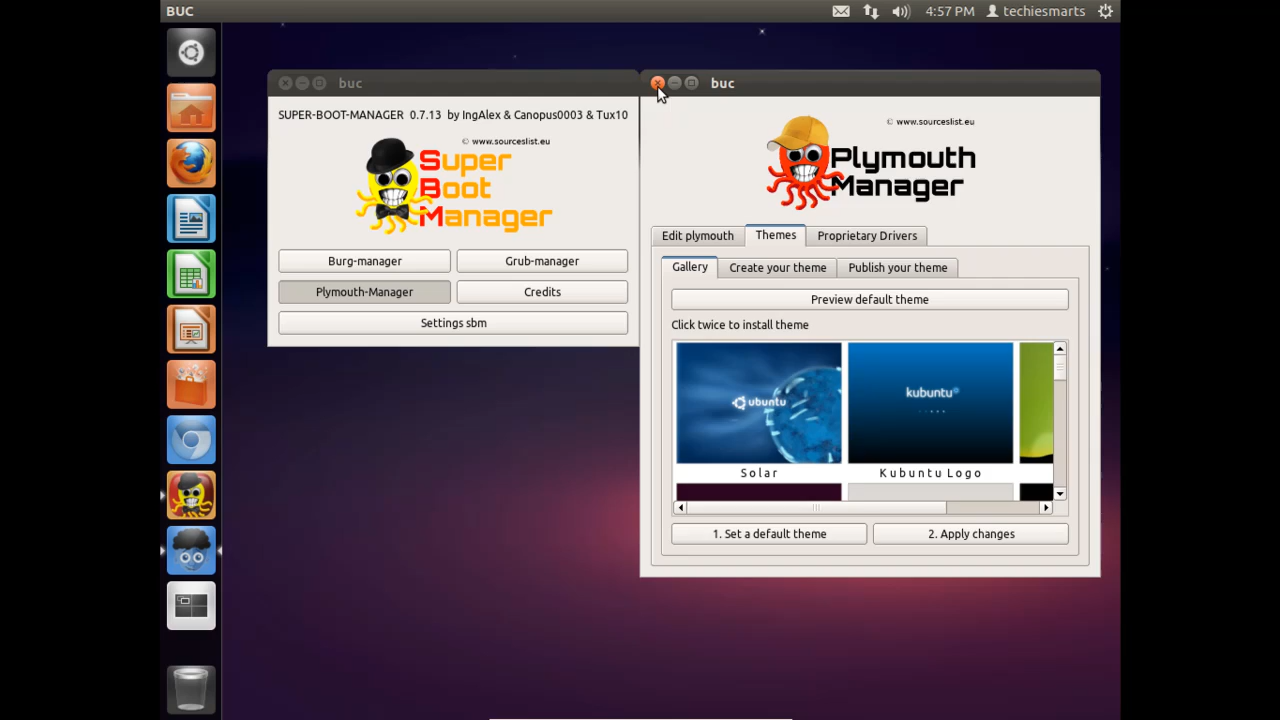 BUC
4:57 PM
techiesmarts
buc
SUPER-BOOT-MANAGER 0.7.13 by IngAlex & Canopus0003 & Tux10
© www.sourceslist.eu
Super
Boot
Manager
Burg-manager
Grub-manager
Plymouth-Manager
Credits
Settings sbm
buc
© www.sourceslist.eu
Plymouth
Manager
Edit plymouth
Themes
Proprietary Drivers
Gallery
Create your theme
Publish your theme
Preview default theme
Click twice to install theme
ubuntu
kubuntu
Solar
Kubuntu Logo
1. Set a default theme
2. Apply changes